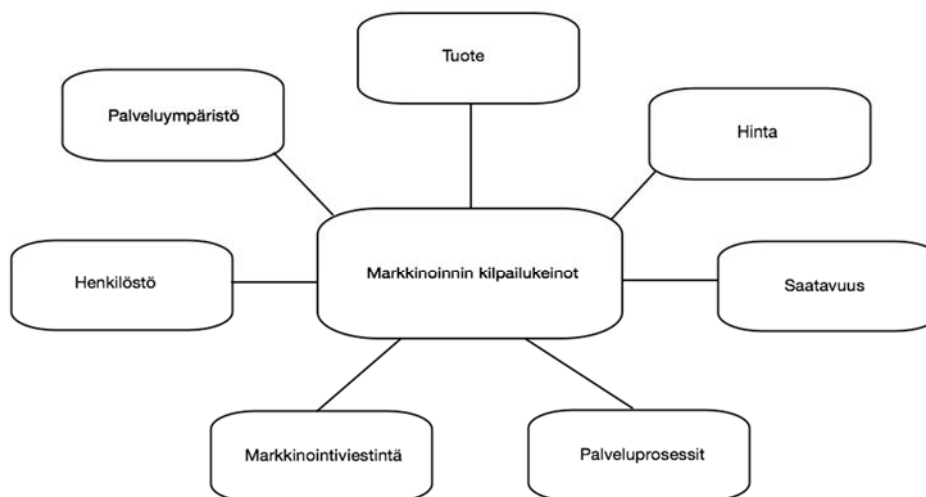 Tuote
Palveluympäristö
Hinta
Henkilöstö
Markkinoinnin kilpailukeinot
Saatavuus
Markkinointiviestintä
Palveluprosessit